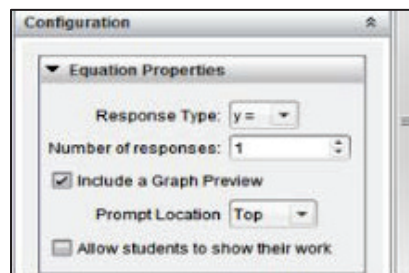 Configuration
Equation Properties
Response Type: y =
Number of responses: 1
Include a Graph Preview
Prompt Location Top
Allow students to show their work